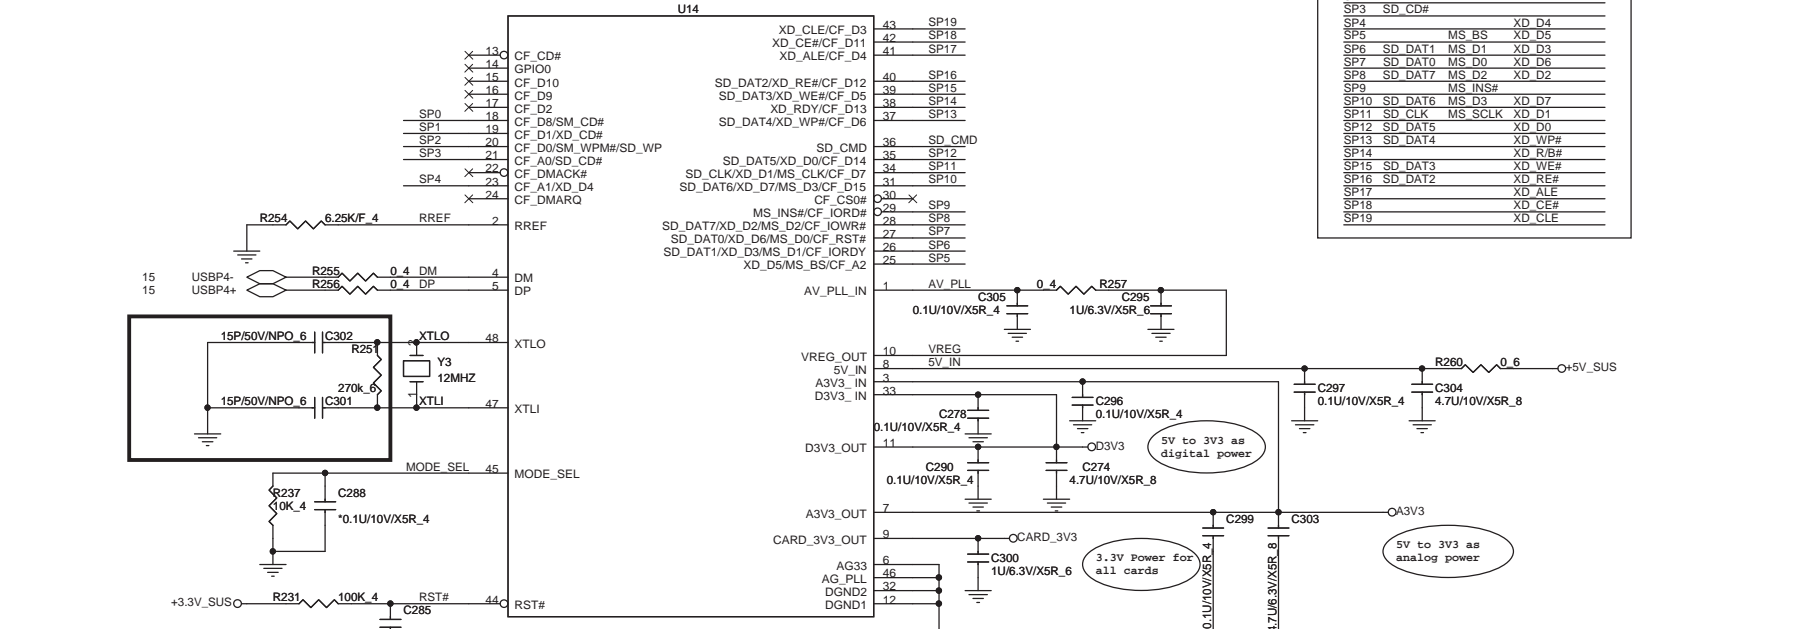 U14
13 CF_CD#
14 GPIO0
15 CF_D10
16 CF_D9
17 CF_D2
SP0 18 CF_D8/SM_CD#
SP1 19 CF_D1/XD_CD#
SP2 20 CF_D0/SM_WPM#/SD_WP
SP3 21 CF_A0/SD_CD#
22 CF_DMACK#
SP4 23 CF_A1/XD_D4
24 CF_DMARQ
R254 6.25K/F_4 RREF 2 RREF
15 USBP4- R255 0_4 DM 4 DM
15 USBP4+ R256 0_4 DP 5 DP
15P/50V/NPO_6 C302 XTLO 48 XTLO
R251
270k_6
Y3
12MHZ
2
1
15P/50V/NPO_6 C301 XTLI 47 XTLI
MODE_SEL 45 MODE_SEL
R237
10K_4
C288
*0.1U/10V/X5R_4
+3.3V_SUS R231 100K_4 RST# 44 RST#
C285
XD_CLE/CF_D3 43 SP19
XD_CE#/CF_D11 42 SP18
XD_ALE/CF_D4 41 SP17
SD_DAT2/XD_RE#/CF_D12 40 SP16
SD_DAT3/XD_WE#/CF_D5 39 SP15
XD_RDY/CF_D13 38 SP14
SD_DAT4/XD_WP#/CF_D6 37 SP13
SD_CMD 36 SD_CMD
SD_DAT5/XD_D0/CF_D14 35 SP12
SD_CLK/XD_D1/MS_CLK/CF_D7 34 SP11
SD_DAT6/XD_D7/MS_D3/CF_D15 31 SP10
CF_CS0# 30
MS_INS#/CF_IORD# 29 SP9
SD_DAT7/XD_D2/MS_D2/CF_IOWR# 28 SP8
SD_DAT0/XD_D6/MS_D0/CF_RST# 27 SP7
SD_DAT1/XD_D3/MS_D1/CF_IORDY 26 SP6
XD_D5/MS_BS/CF_A2 25 SP5
AV_PLL_IN 1 AV_PLL
C305
0.1U/10V/X5R_4
0_4 R257
C295
1U/6.3V/X5R_6
VREG_OUT 10 VREG
5V_IN 8 5V_IN
R260 0_6 +5V_SUS
A3V3_ IN 3
D3V3_ IN 33
C297
0.1U/10V/X5R_4
C304
4.7U/10V/X5R_8
C296
0.1U/10V/X5R_4
C278
0.1U/10V/X5R_4
D3V3_OUT 11 D3V3
C290
0.1U/10V/X5R_4
C274
4.7U/10V/X5R_8
5V to 3V3 as
digital power
A3V3_OUT 7 A3V3
C299
0.1U/10V/X5R_4
C303
4.7U/6.3V/X5R_8
5V to 3V3 as
analog power
CARD_3V3_OUT 9 CARD_3V3
C300
1U/6.3V/X5R_6
3.3V Power for
all cards
AG33 6
AG_PLL 46
DGND2 32
DGND1 12
SP3 SD_CD#
SP4 XD_D4
SP5 MS_BS XD_D5
SP6 SD_DAT1 MS_D1 XD_D3
SP7 SD_DAT0 MS_D0 XD_D6
SP8 SD_DAT7 MS_D2 XD_D2
SP9 MS_INS#
SP10 SD_DAT6 MS_D3 XD_D7
SP11 SD_CLK MS_SCLK XD_D1
SP12 SD_DAT5 XD_D0
SP13 SD_DAT4 XD_WP#
SP14 XD_R/B#
SP15 SD_DAT3 XD_WE#
SP16 SD_DAT2 XD_RE#
SP17 XD_ALE
SP18 XD_CE#
SP19 XD_CLE